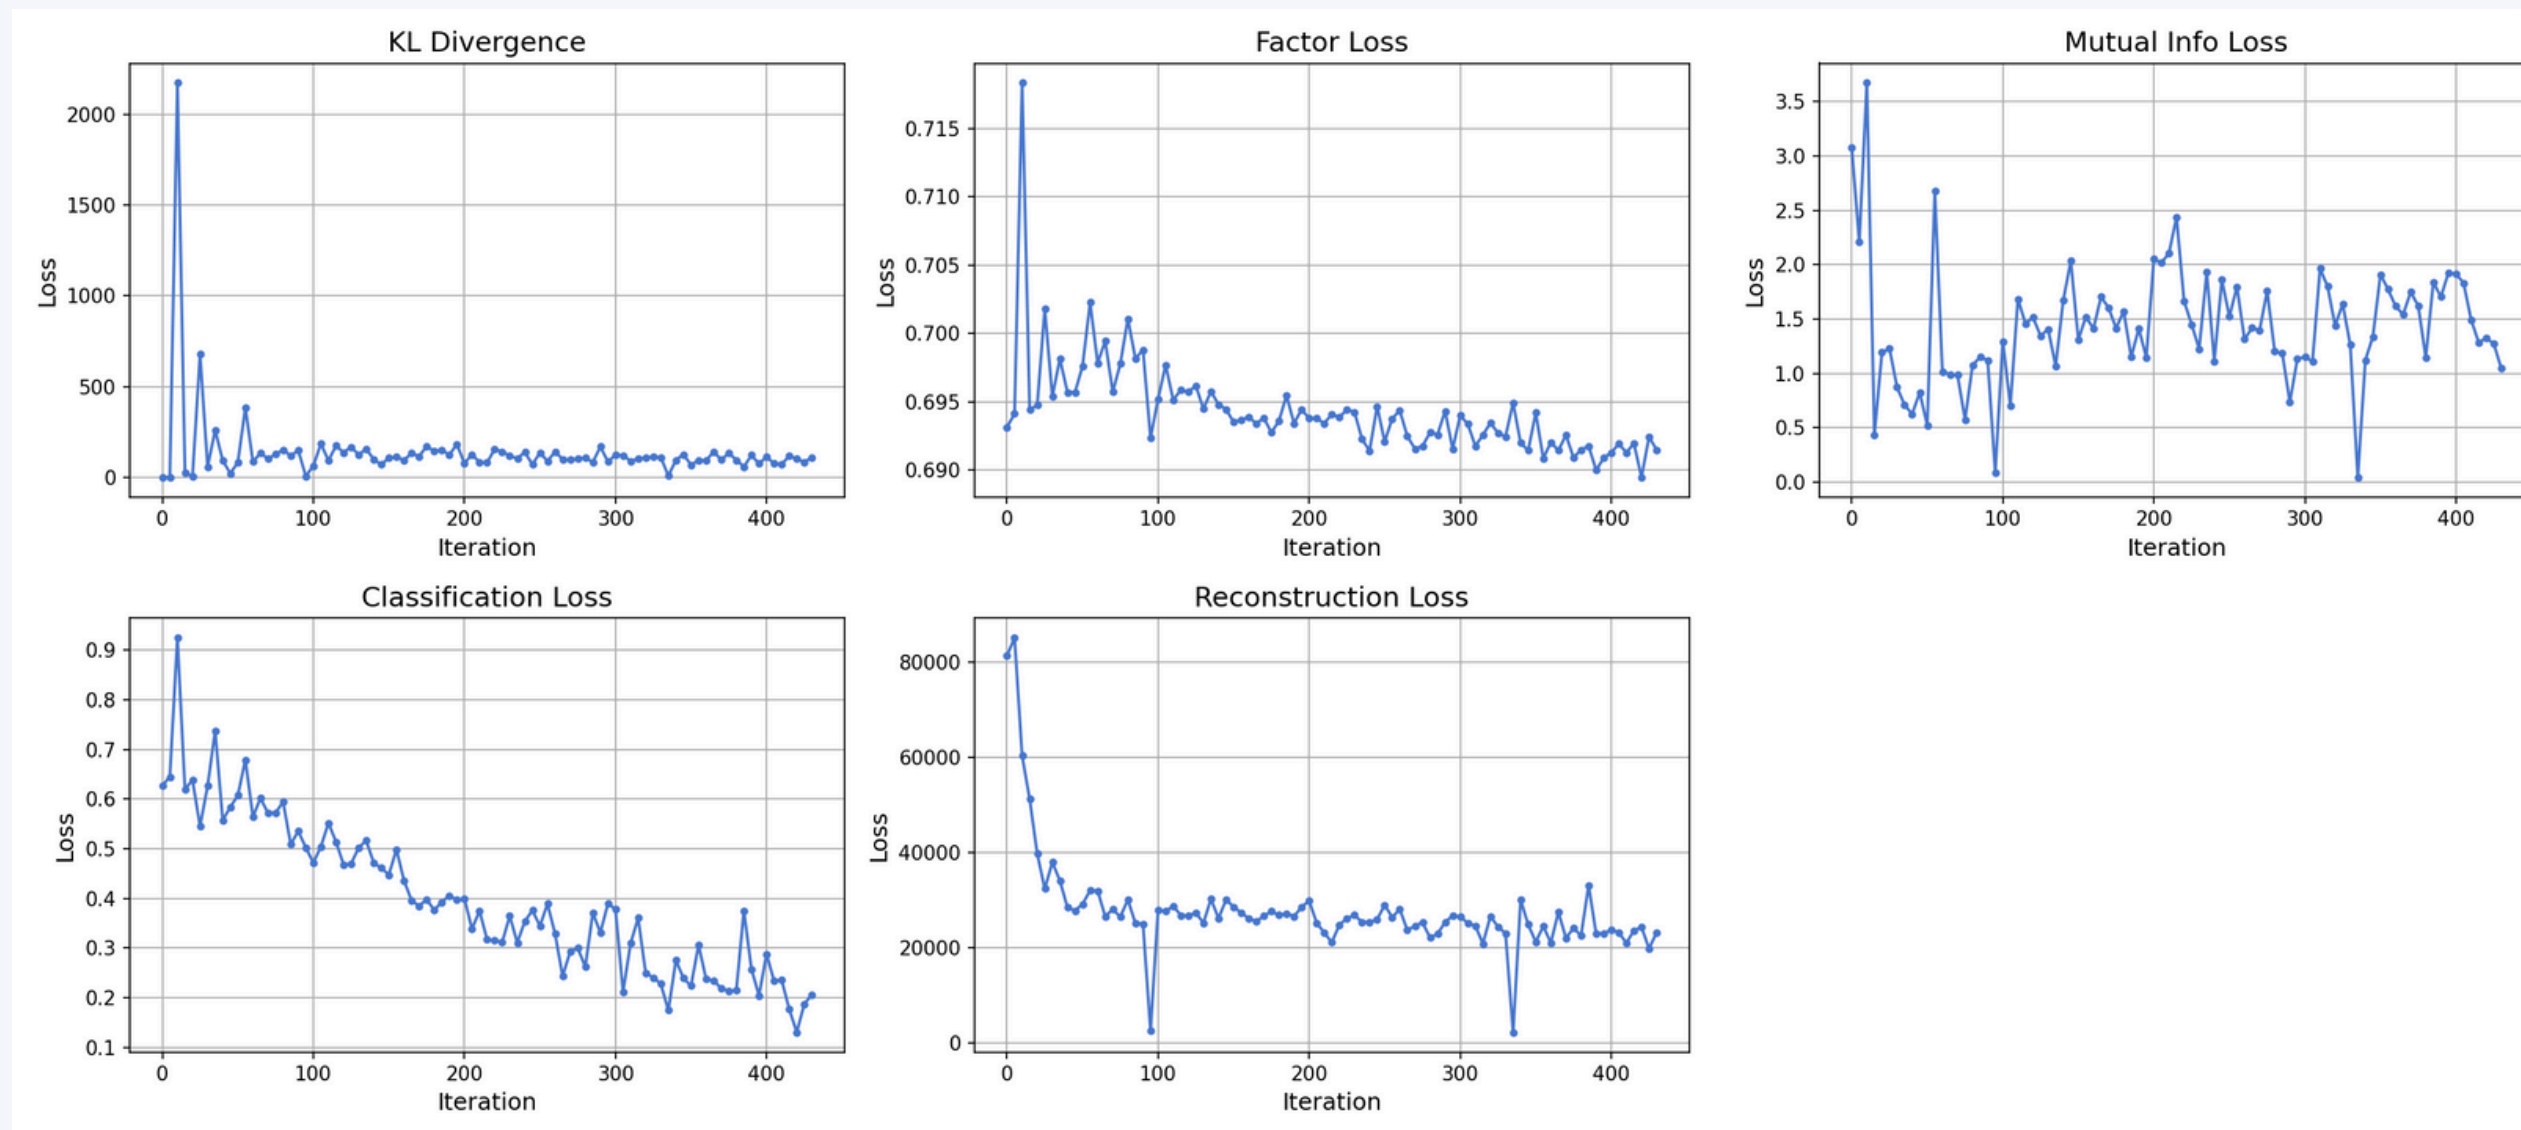 KL Divergence
Loss
2000
1500
1000
500
0
0 100 200 300 400
Iteration
Factor Loss
Loss
0.715
0.710
0.705
0.700
0.695
0.690
0 100 200 300 400
Iteration
Mutual Info Loss
Loss
3.5
3.0
2.5
2.0
1.5
1.0
0.5
0.0
0 100 200 300 400
Iteration
Classification Loss
Loss
0.9
0.8
0.7
0.6
0.5
0.4
0.3
0.2
0.1
0 100 200 300 400
Iteration
Reconstruction Loss
Loss
80000
60000
40000
20000
0
0 100 200 300 400
Iteration